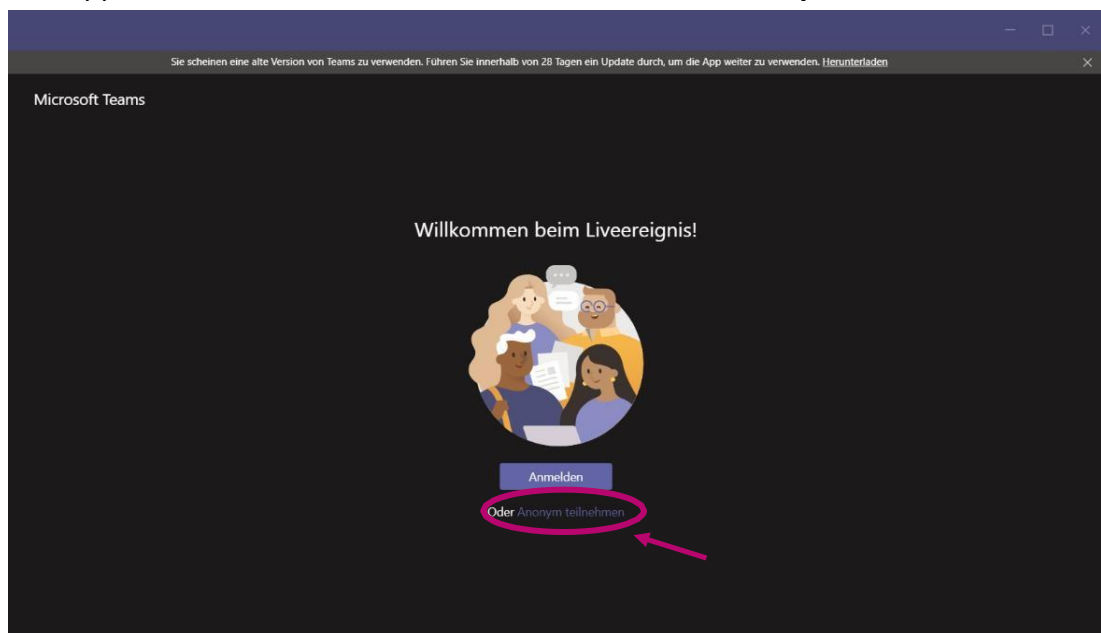 Sie scheinen eine alte Version von Teams zu verwenden. Führen Sie innerhalb von 28 Tagen ein Update durch, um die App weiter zu verwenden. Herunterladen
Microsoft Teams
Willkommen beim Liveereignis!
Anmelden
Oder Anonym teilnehmen